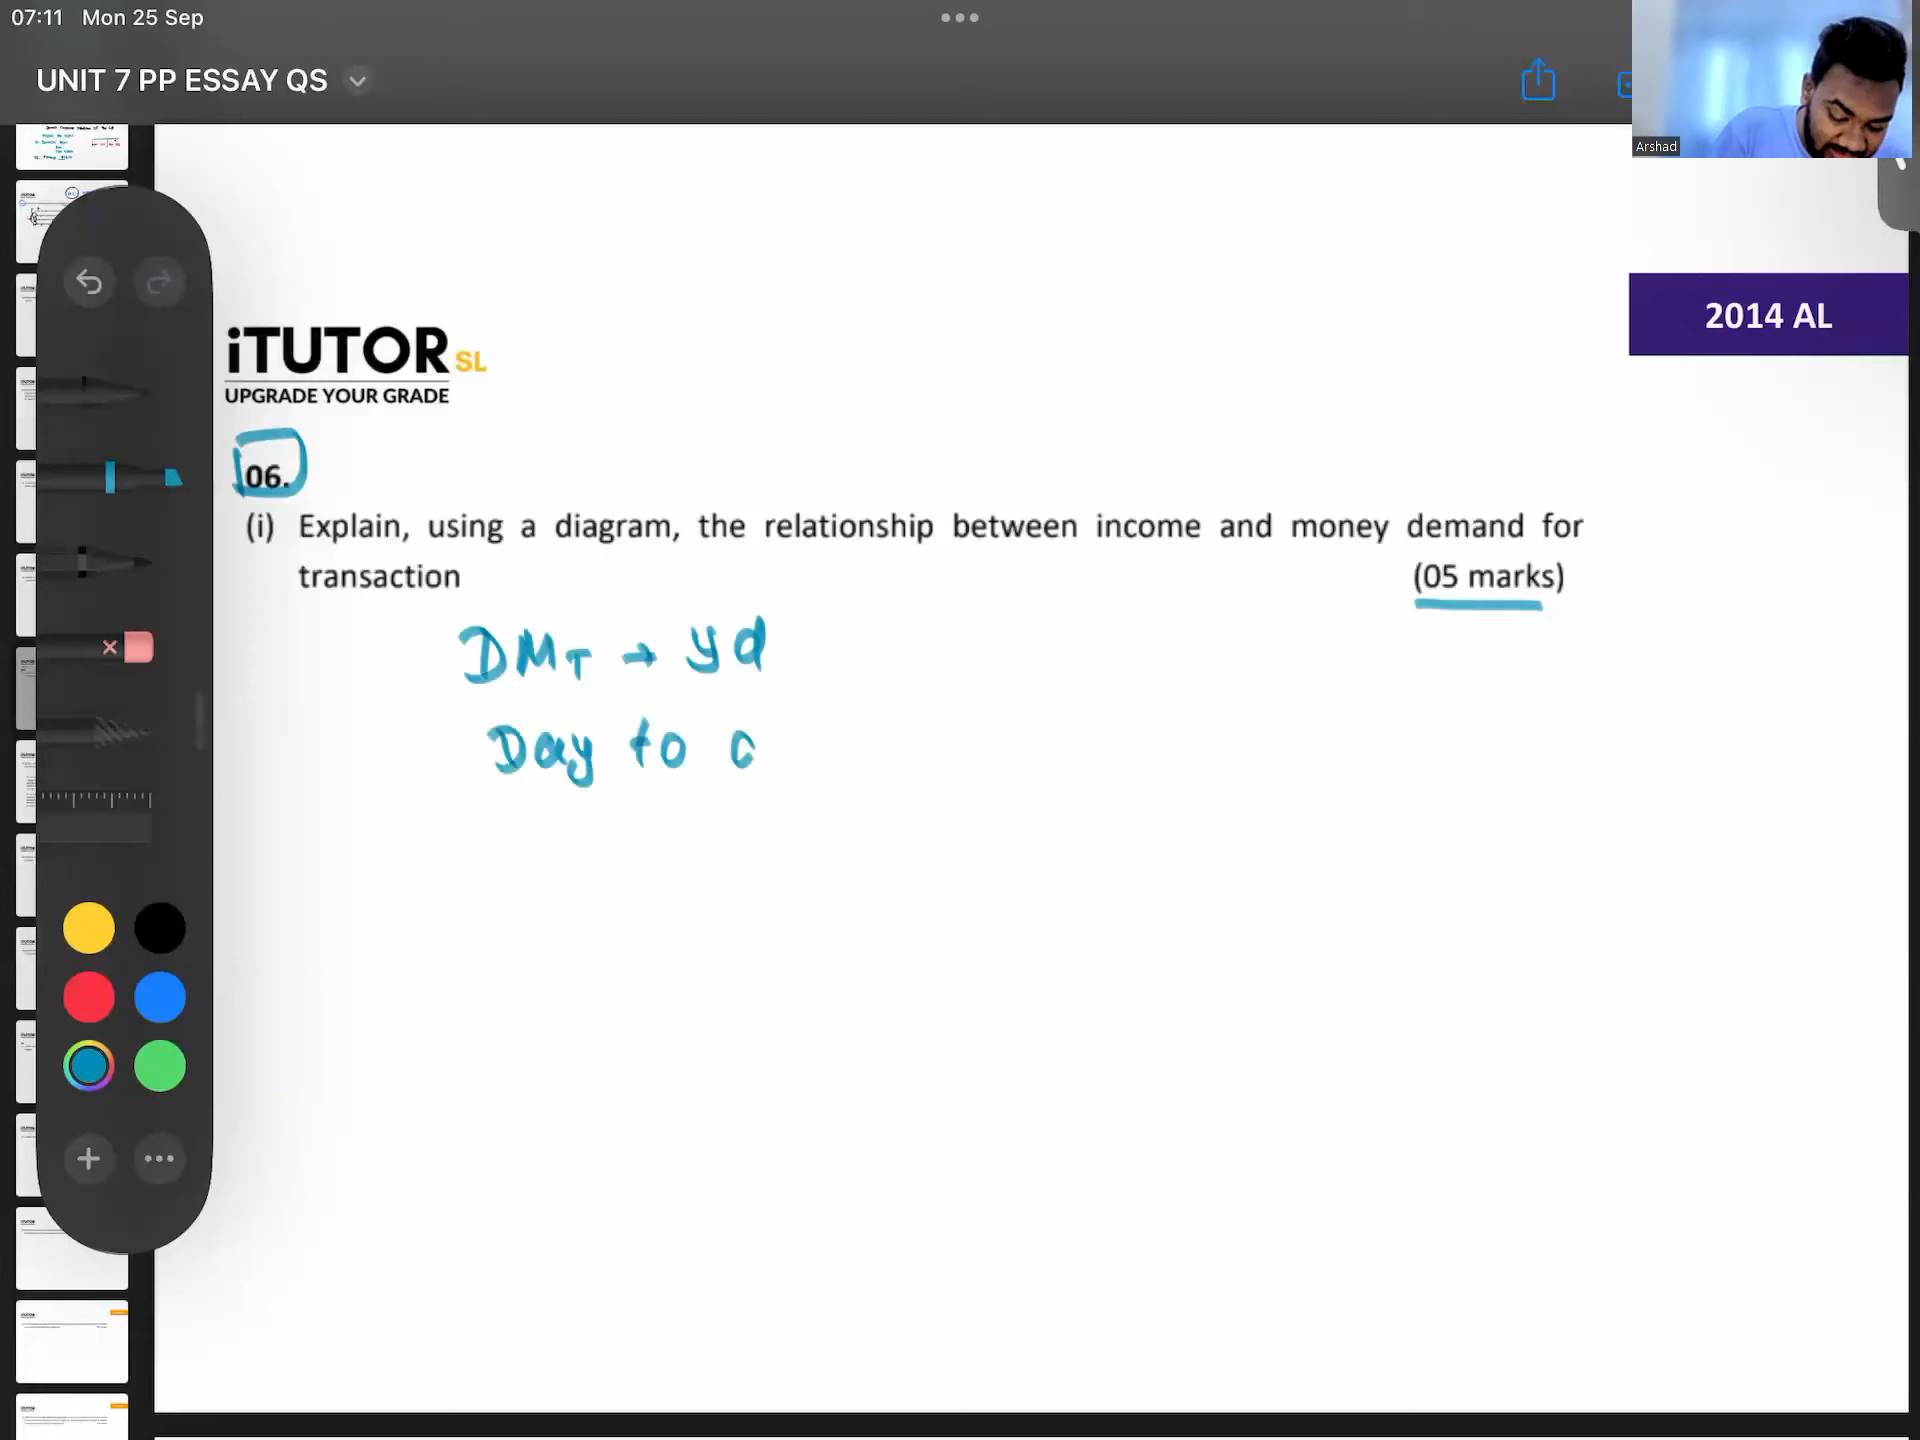 07:11 Mon 25 Sep
UNIT 7 PP ESSAY QS
Arshad
2014 AL
iTUTOR SL
UPGRADE YOUR GRADE
06.
(i) Explain, using a diagram, the relationship between income and money demand for
transaction (05 marks)
DMT → yd
Day to